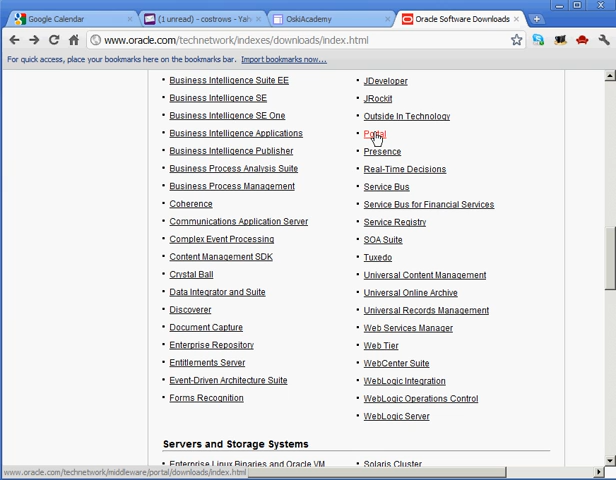 Google Calendar
(1 unread) - costrows - Yah
OskiAcademy
Oracle Software Downloads
www.oracle.com/technetwork/indexes/downloads/index.html
For quick access, place your bookmarks here on the bookmarks bar. Import bookmarks now...
Business Intelligence Suite EE
Business Intelligence SE
Business Intelligence SE One
Business Intelligence Applications
Business Intelligence Publisher
Business Process Analysis Suite
Business Process Management
Coherence
Communications Application Server
Complex Event Processing
Content Management SDK
Crystal Ball
Data Integrator and Suite
Discoverer
Document Capture
Enterprise Repository
Entitlements Server
Event-Driven Architecture Suite
Forms Recognition
JDeveloper
JRockit
Outside In Technology
Portal
Presence
Real-Time Decisions
Service Bus
Service Bus for Financial Services
Service Registry
SOA Suite
Tuxedo
Universal Content Management
Universal Online Archive
Universal Records Management
Web Services Manager
Web Tier
WebCenter Suite
WebLogic Integration
WebLogic Operations Control
WebLogic Server
Servers and Storage Systems
Enterprise Linux Binaries and Oracle VM
Solaris Cluster
www.oracle.com/technetwork/middleware/portal/downloads/index.html